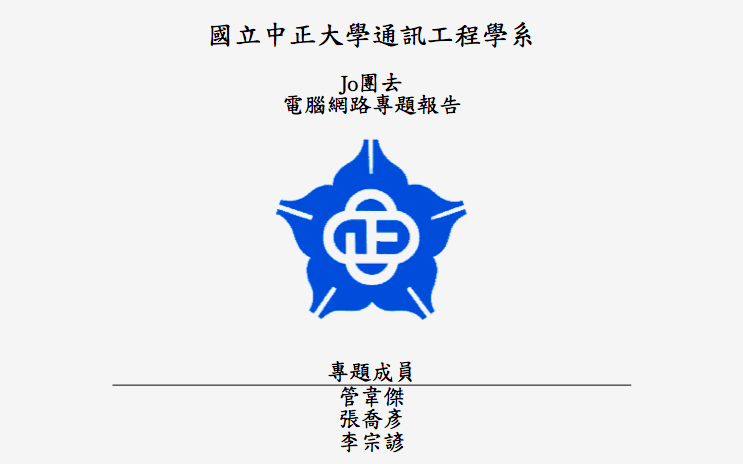 國立中正大學通訊工程學系
Jo團去
電腦網路專題報告
正
專題成員
管韋傑
張喬彥
李宗諺